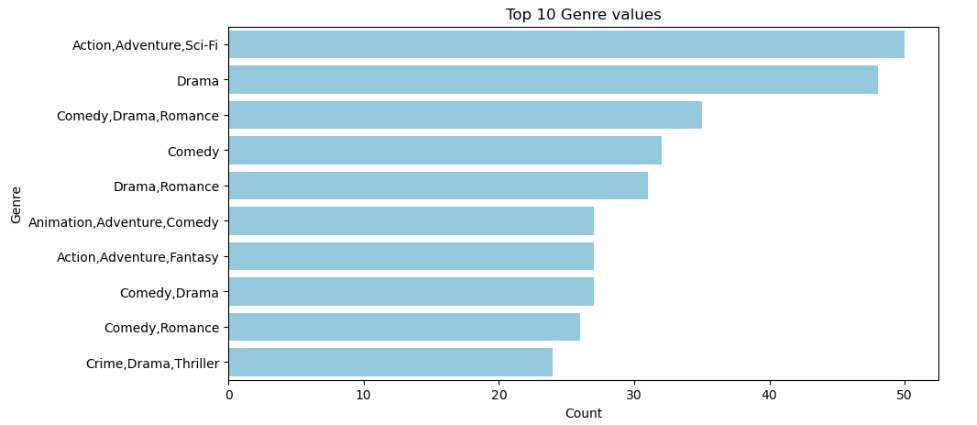 Top 10 Genre values
Action,Adventure,Sci-Fi
Drama
Comedy,Drama,Romance
Comedy
Drama,Romance
Animation,Adventure,Comedy
Action,Adventure,Fantasy
Comedy,Drama
Comedy,Romance
Crime,Drama,Thriller
Genre
0 10 20 30 40 50
Count